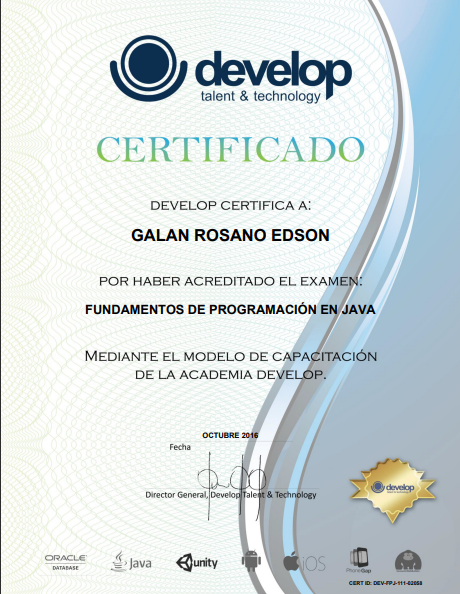 develop
talent & technology
CERTIFICADO
DEVELOP CERTIFICA A:
GALAN ROSANO EDSON
POR HABER ACREDITADO EL EXAMEN:
FUNDAMENTOS DE PROGRAMACIÓN EN JAVA
MEDIANTE EL MODELO DE CAPACITACIÓN
DE LA ACADEMIA DEVELOP.
OCTUBRE 2016
Fecha
Director General, Develop Talent & Technology
develop
ORACLE
DATABASE
Java
unity
iOS
PhoneGap
CERT ID: DEV-FPJ-111-02058